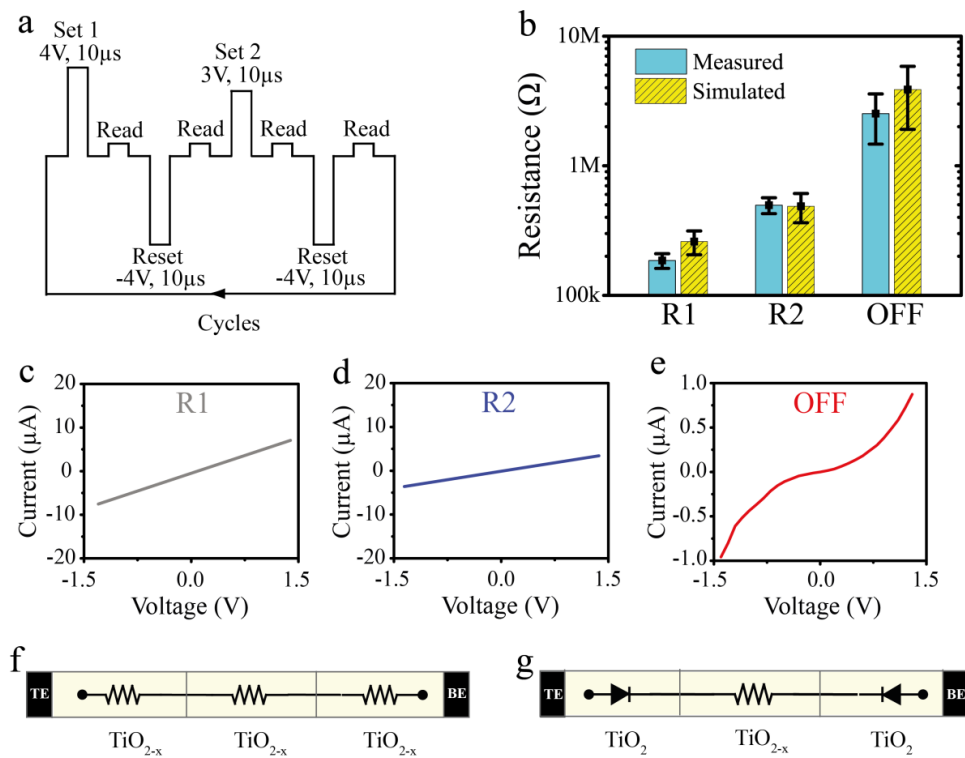 a
Set 1
4V, 10µs
Set 2
3V, 10µs
Read
Read
Read
Read
Reset
-4V, 10µs
Reset
-4V, 10µs
Cycles
b
Resistance (Ω)
10M
1M
100k
Measured
Simulated
R1
R2
OFF
c
R1
Current (µA)
20
10
0
-10
-20
-1.5
0.0
1.5
Voltage (V)
d
R2
Current (µA)
20
10
0
-10
-20
-1.5
0.0
1.5
Voltage (V)
e
OFF
Current (µA)
1.0
0.5
0.0
-0.5
-1.0
-1.5
0.0
1.5
Voltage (V)
f
TE
BE
TiO2-x
TiO2-x
TiO2-x
g
TE
BE
TiO2
TiO2-x
TiO2